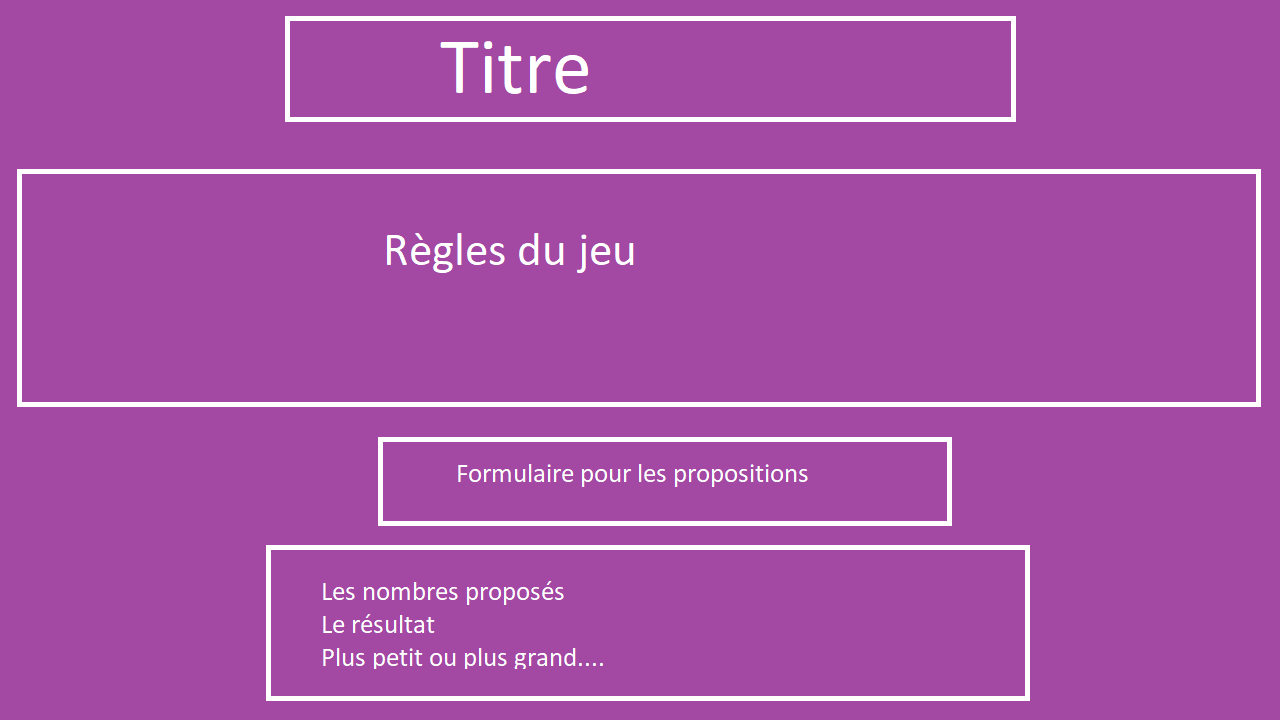 Titre
Règles du jeu
Formulaire pour les propositions
Les nombres proposés
Le résultat
Plus petit ou plus grand....